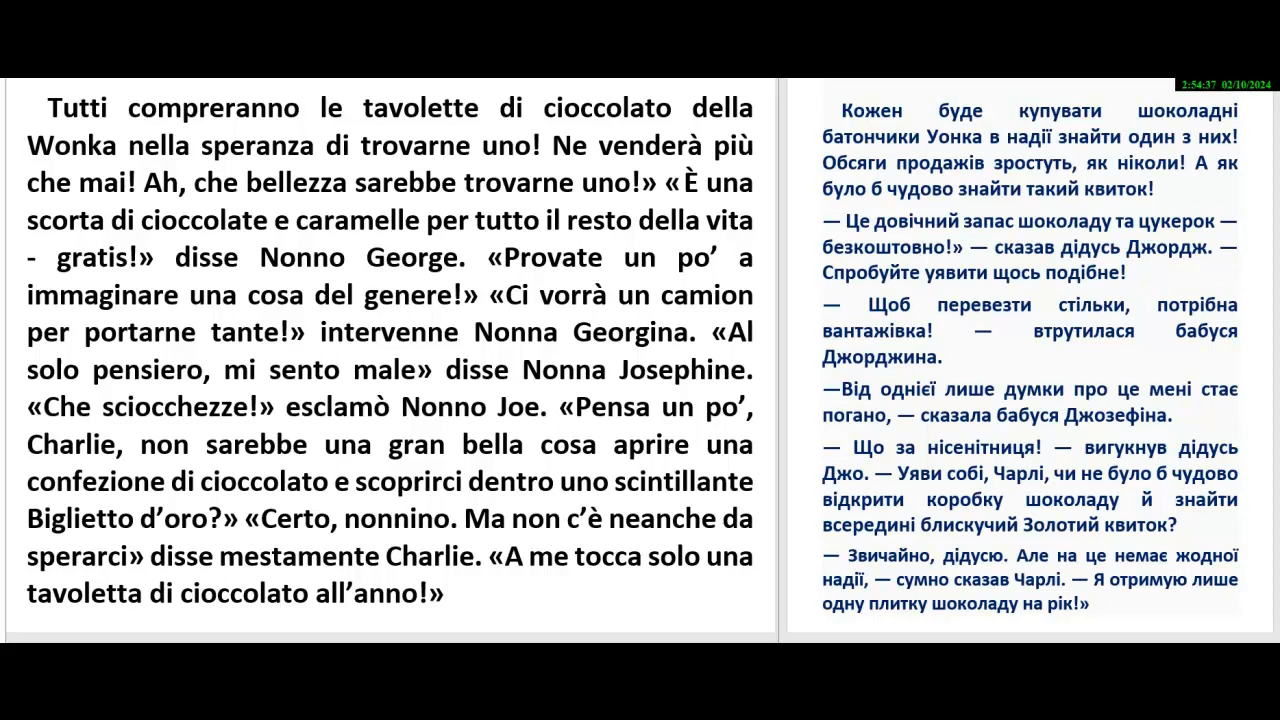 Tutti compreranno le tavolette di cioccolato della
Wonka nella speranza di trovarne uno! Ne venderà più
che mai! Ah, che bellezza sarebbe trovarne uno!» «È una
scorta di cioccolate e caramelle per tutto il resto della vita
- gratis!» disse Nonno George. «Provate un po’ a
immaginare una cosa del genere!» «Ci vorrà un camion
per portarne tante!» intervenne Nonna Georgina. «Al
solo pensiero, mi sento male» disse Nonna Josephine.
«Che sciocchezze!» esclamò Nonno Joe. «Pensa un po’,
Charlie, non sarebbe una gran bella cosa aprire una
confezione di cioccolato e scoprirci dentro uno scintillante
Biglietto d’oro?» «Certo, nonnino. Ma non c’è neanche da
sperarci» disse mestamente Charlie. «A me tocca solo una
tavoletta di cioccolato all’anno!»
2:54:37 02/10/2024
Кожен буде купувати шоколадні
батончики Уонка в надії знайти один з них!
Обсяги продажів зростуть, як ніколи! А як
було б чудово знайти такий квиток!
— Це довічний запас шоколаду та цукерок —
безкоштовно!» — сказав дідусь Джордж. —
Спробуйте уявити щось подібне!
— Щоб перевезти стільки, потрібна
вантажівка! — втрутилася бабуся
Джорджина.
—Від однієї лише думки про це мені стає
погано, — сказала бабуся Джозефіна.
— Що за нісенітниця! — вигукнув дідусь
Джо. — Уяви собі, Чарлі, чи не було б чудово
відкрити коробку шоколаду й знайти
всередині блискучий Золотий квиток?
— Звичайно, дідусю. Але на це немає жодної
надії, — сумно сказав Чарлі. — Я отримую лише
одну плитку шоколаду на рік!»